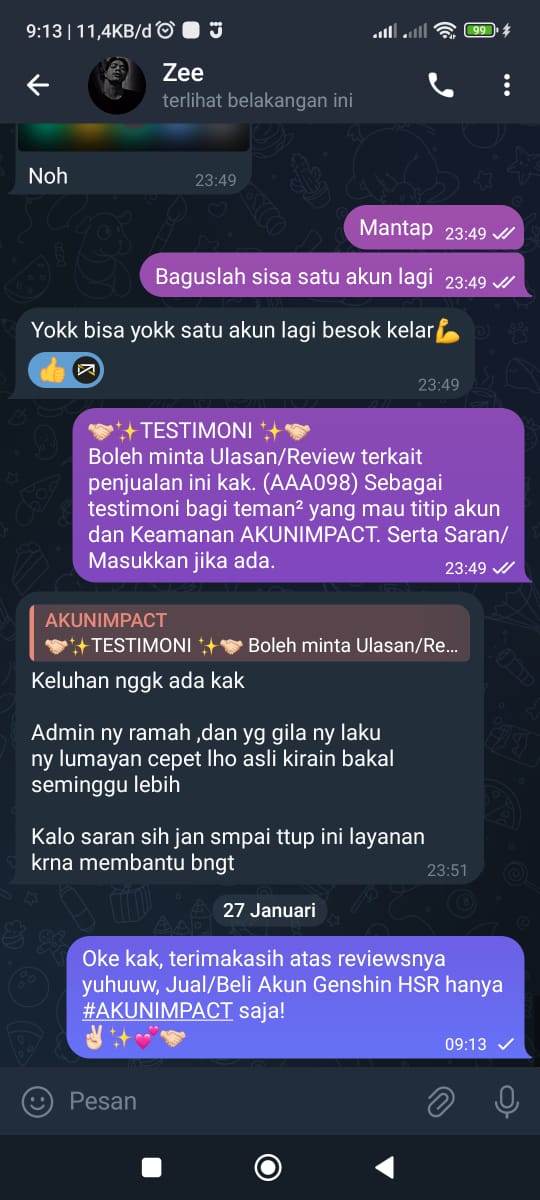 9:13 | 11,4KB/d
99
Zee
terlihat belakangan ini
Noh
23:49
Mantap
23:49
Baguslah sisa satu akun lagi
23:49
Yokk bisa yokk satu akun lagi besok kelar💪
👍
23:49
🤝✨TESTIMONI ✨🤝
Boleh minta Ulasan/Review terkait
penjualan ini kak. (AAA098) Sebagai
testimoni bagi teman² yang mau titip akun
dan Keamanan AKUNIMPACT. Serta Saran/
Masukkan jika ada.
23:49
AKUNIMPACT
🤝✨TESTIMONI ✨🤝 Boleh minta Ulasan/Re...
Keluhan nggk ada kak
Admin ny ramah ,dan yg gila ny laku
ny lumayan cepet lho asli kirain bakal
seminggu lebih
Kalo saran sih jan smpai ttup ini layanan
krna membantu bngt
23:51
27 Januari
Oke kak, terimakasih atas reviewsnya
yuhuuw, Jual/Beli Akun Genshin HSR hanya
#AKUNIMPACT saja!
✌🏻✨💕🤝🏻
09:13
Pesan